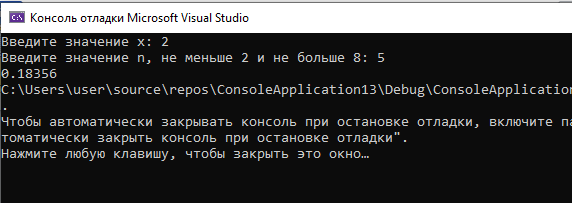 Консоль отладки Microsoft Visual Studio
Введите значение x: 2
Введите значение n, не меньше 2 и не больше 8: 5
0.18356
C:\Users\user\source\repos\ConsoleApplication13\Debug\ConsoleApplication
.
Чтобы автоматически закрывать консоль при остановке отладки, включите па
томатически закрыть консоль при остановке отладки".
Нажмите любую клавишу, чтобы закрыть это окно…